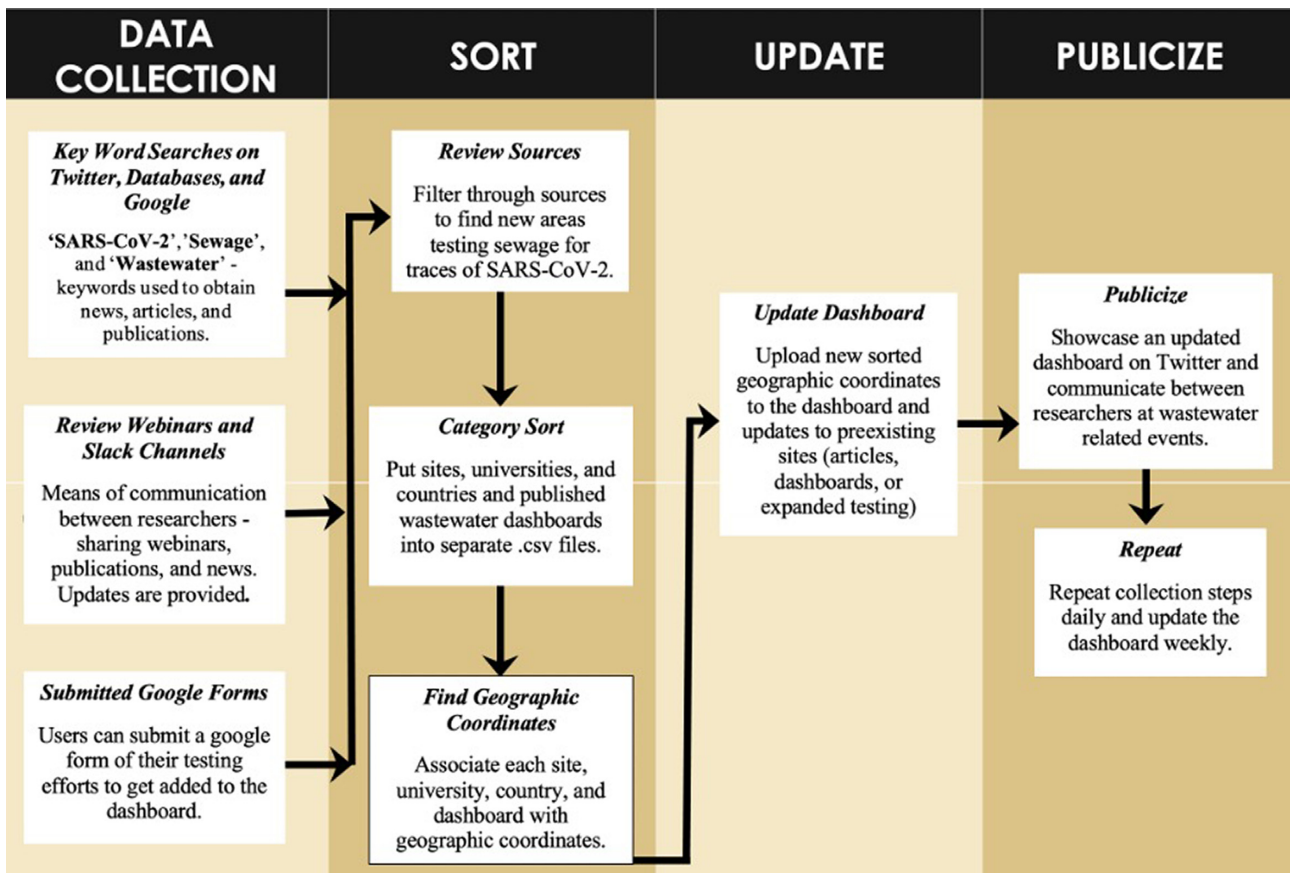 DATA
COLLECTION
SORT
UPDATE
PUBLICIZE
Key Word Searches on
Twitter, Databases, and
Google
‘SARS-CoV-2’,’Sewage’,
and ‘Wastewater’ -
keywords used to obtain
news, articles, and
publications.
Review Webinars and
Slack Channels
Means of communication
between researchers -
sharing webinars,
publications, and news.
Updates are provided.
Submitted Google Forms
Users can submit a google
form of their testing
efforts to get added to the
dashboard.
Review Sources
Filter through sources
to find new areas
testing sewage for
traces of SARS-CoV-2.
Category Sort
Put sites, universities, and
countries and published
wastewater dashboards
into separate .csv files.
Find Geographic
Coordinates
Associate each site,
university, country, and
dashboard with
geographic coordinates.
Update Dashboard
Upload new sorted
geographic coordinates
to the dashboard and
updates to preexisting
sites (articles,
dashboards, or
expanded testing)
Publicize
Showcase an updated
dashboard on Twitter and
communicate between
researchers at wastewater
related events.
Repeat
Repeat collection steps
daily and update the
dashboard weekly.